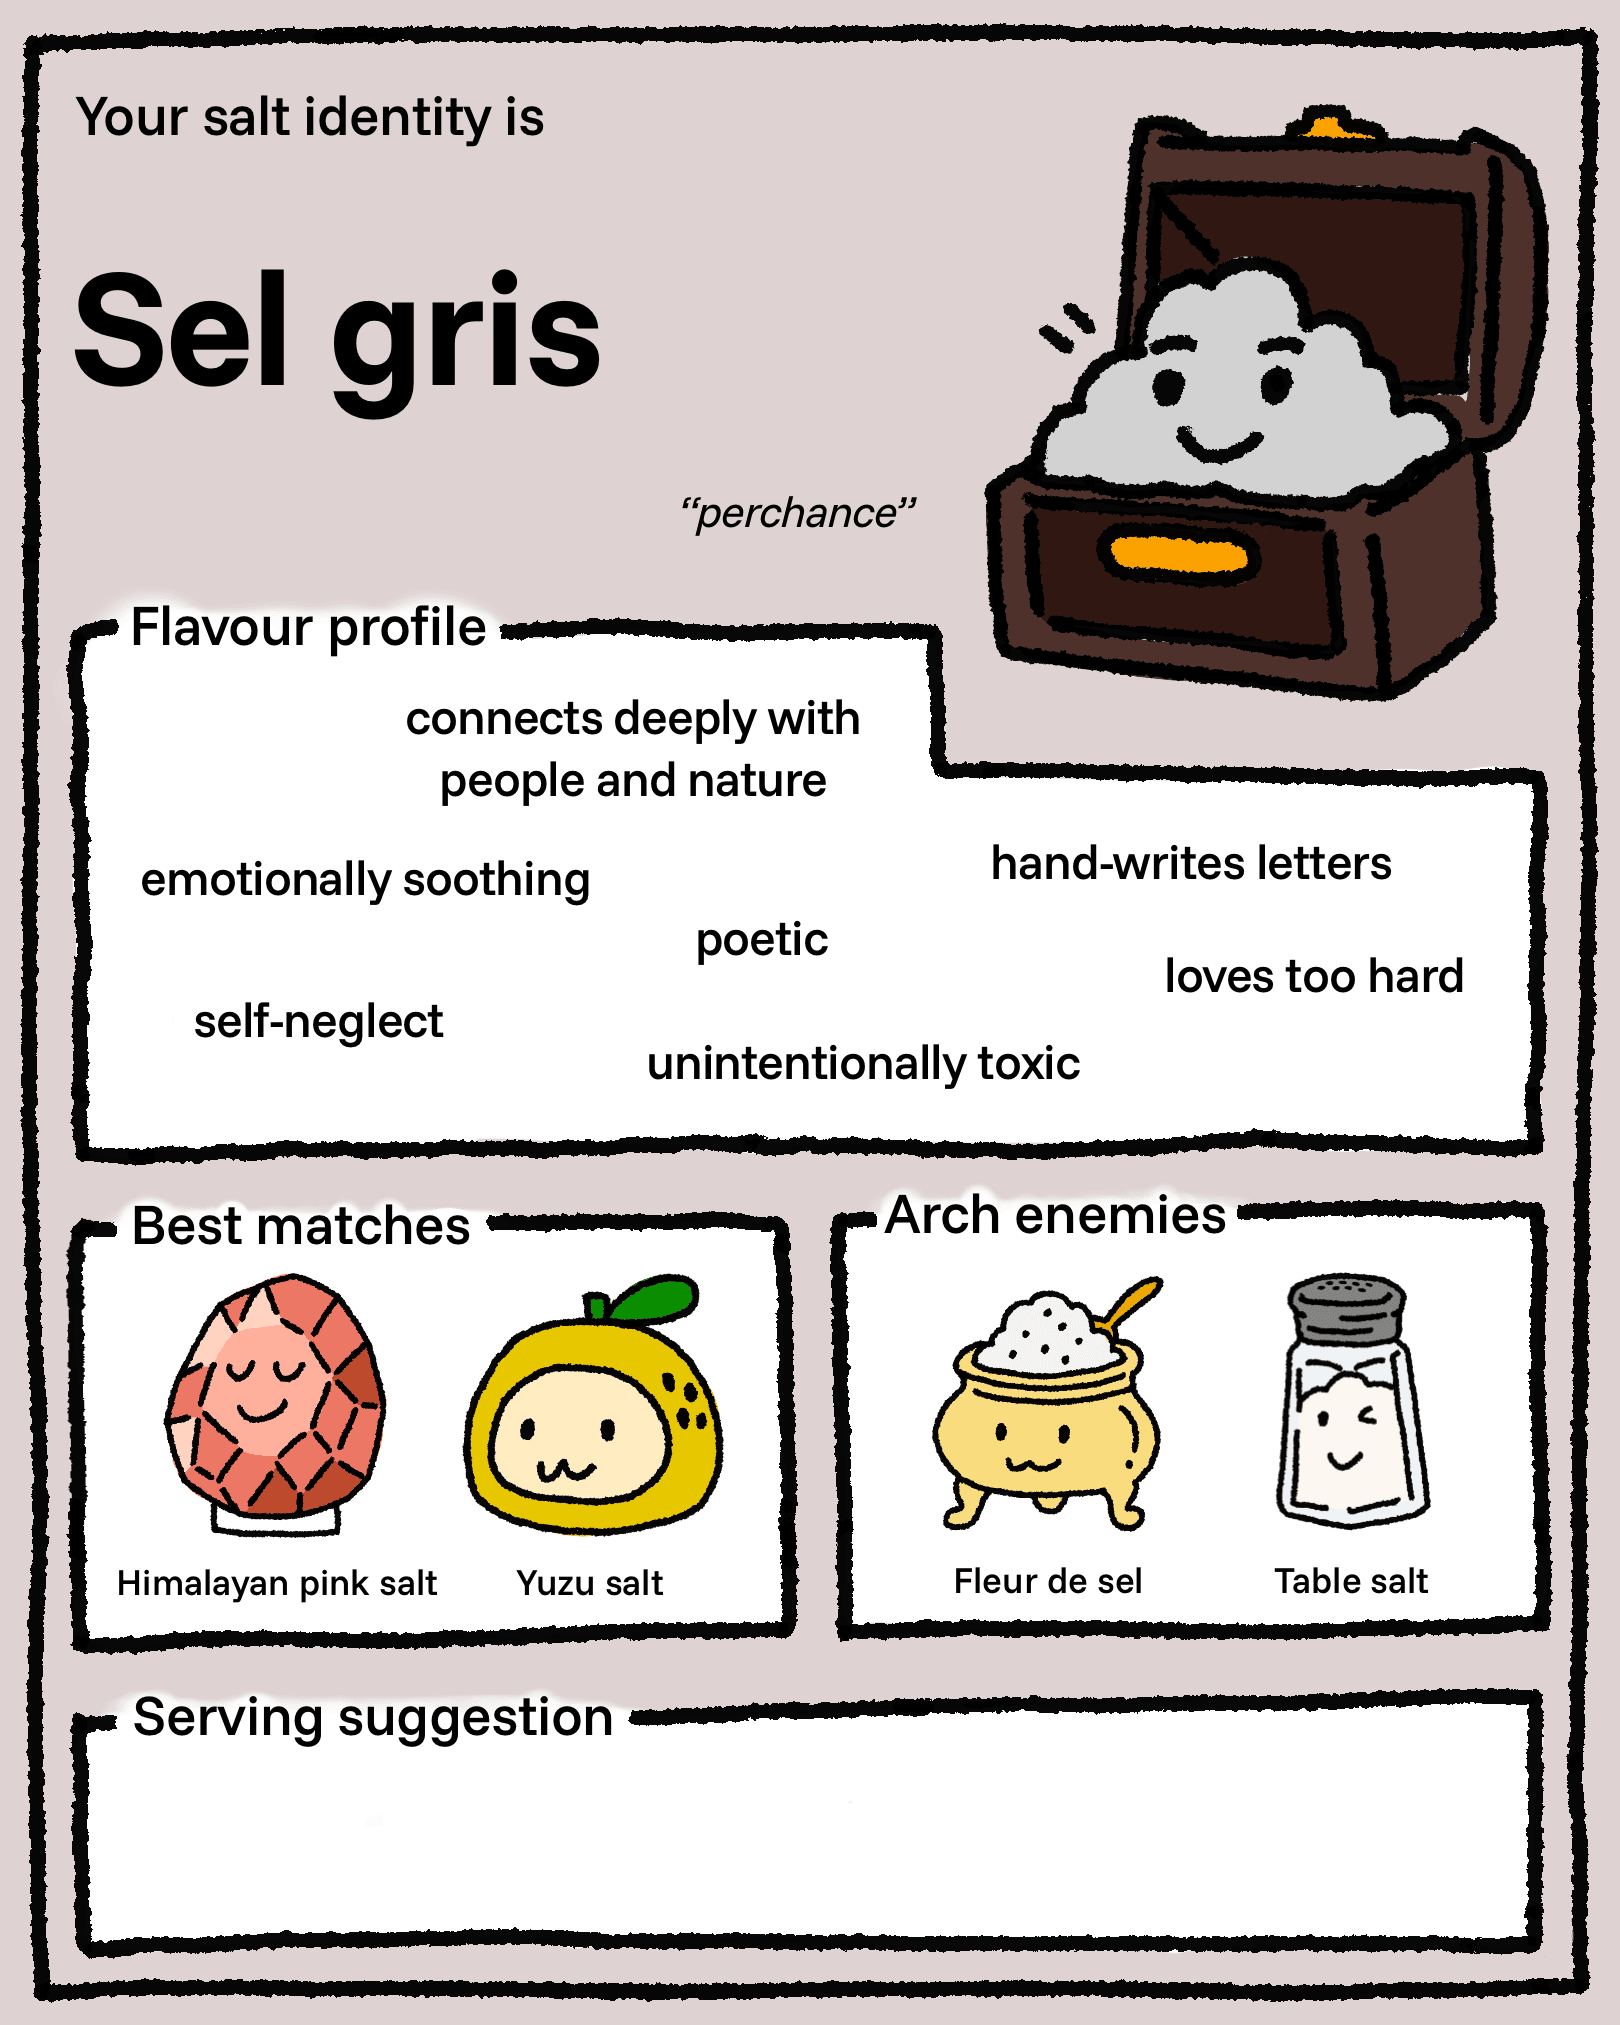 Your salt identity is
Sel gris
“perchance”
Flavour profile
connects deeply with
people and nature
emotionally soothing
hand-writes letters
poetic
loves too hard
self-neglect
unintentionally toxic
Best matches
Himalayan pink salt
Yuzu salt
Arch enemies
Fleur de sel
Table salt
Serving suggestion